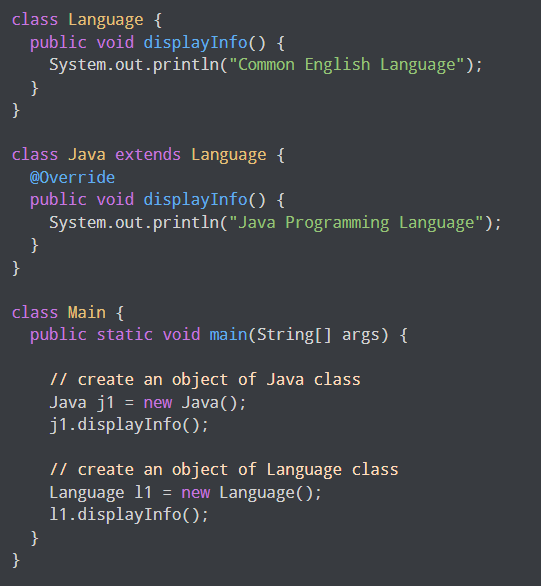 class Language {
  public void displayInfo() {
    System.out.println("Common English Language");
  }
}

class Java extends Language {
  @Override
  public void displayInfo() {
    System.out.println("Java Programming Language");
  }
}

class Main {
  public static void main(String[] args) {

    // create an object of Java class
    Java j1 = new Java();
    j1.displayInfo();

    // create an object of Language class
    Language l1 = new Language();
    l1.displayInfo();
  }
}